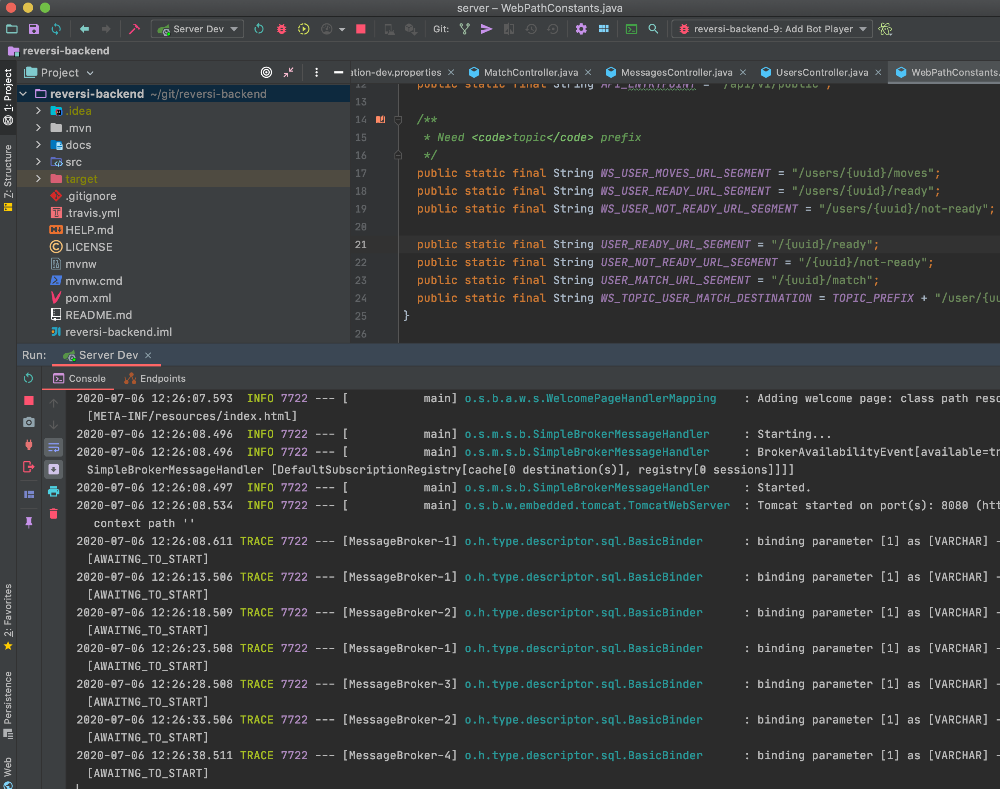 server – WebPathConstants.java
Server Dev
Git:
reversi-backend-9: Add Bot Player
reversi-backend
1: Project
Z: Structure
2: Favorites
Persistence
Web
Project
reversi-backend ~/git/reversi-backend
.idea
.mvn
docs
src
target
.gitignore
.travis.yml
HELP.md
LICENSE
mvnw
mvnw.cmd
pom.xml
README.md
reversi-backend.iml
ation-dev.properties MatchController.java MessagesController.java UsersController.java WebPathConstants.
12 public static final String API_ENTRYPOINT = "/api/v1/public";
13
14 /**
15 * Need <code>topic</code> prefix
16 */
17 public static final String WS_USER_MOVES_URL_SEGMENT = "/users/{uuid}/moves";
18 public static final String WS_USER_READY_URL_SEGMENT = "/users/{uuid}/ready";
19 public static final String WS_USER_NOT_READY_URL_SEGMENT = "/users/{uuid}/not-ready";
20
21 public static final String USER_READY_URL_SEGMENT = "/{uuid}/ready";
22 public static final String USER_NOT_READY_URL_SEGMENT = "/{uuid}/not-ready";
23 public static final String USER_MATCH_URL_SEGMENT = "/{uuid}/match";
24 public static final String WS_TOPIC_USER_MATCH_DESTINATION = TOPIC_PREFIX + "/user/{uu
25 }
26
Run: Server Dev
Console Endpoints
2020-07-06 12:26:07.593 INFO 7722 --- [ main] o.s.b.a.w.s.WelcomePageHandlerMapping : Adding welcome page: class path reso
[META-INF/resources/index.html]
2020-07-06 12:26:08.496 INFO 7722 --- [ main] o.s.m.s.b.SimpleBrokerMessageHandler : Starting...
2020-07-06 12:26:08.496 INFO 7722 --- [ main] o.s.m.s.b.SimpleBrokerMessageHandler : BrokerAvailabilityEvent[available=tr
SimpleBrokerMessageHandler [DefaultSubscriptionRegistry[cache[0 destination(s)], registry[0 sessions]]]]
2020-07-06 12:26:08.497 INFO 7722 --- [ main] o.s.m.s.b.SimpleBrokerMessageHandler : Started.
2020-07-06 12:26:08.534 INFO 7722 --- [ main] o.s.b.w.embedded.tomcat.TomcatWebServer : Tomcat started on port(s): 8080 (htt
context path ''
2020-07-06 12:26:08.611 TRACE 7722 --- [MessageBroker-1] o.h.type.descriptor.sql.BasicBinder : binding parameter [1] as [VARCHAR] -
[AWAITNG_TO_START]
2020-07-06 12:26:13.506 TRACE 7722 --- [MessageBroker-1] o.h.type.descriptor.sql.BasicBinder : binding parameter [1] as [VARCHAR] -
[AWAITNG_TO_START]
2020-07-06 12:26:18.509 TRACE 7722 --- [MessageBroker-2] o.h.type.descriptor.sql.BasicBinder : binding parameter [1] as [VARCHAR] -
[AWAITNG_TO_START]
2020-07-06 12:26:23.508 TRACE 7722 --- [MessageBroker-1] o.h.type.descriptor.sql.BasicBinder : binding parameter [1] as [VARCHAR] -
[AWAITNG_TO_START]
2020-07-06 12:26:28.508 TRACE 7722 --- [MessageBroker-3] o.h.type.descriptor.sql.BasicBinder : binding parameter [1] as [VARCHAR] -
[AWAITNG_TO_START]
2020-07-06 12:26:33.506 TRACE 7722 --- [MessageBroker-2] o.h.type.descriptor.sql.BasicBinder : binding parameter [1] as [VARCHAR] -
[AWAITNG_TO_START]
2020-07-06 12:26:38.511 TRACE 7722 --- [MessageBroker-4] o.h.type.descriptor.sql.BasicBinder : binding parameter [1] as [VARCHAR] -
[AWAITNG_TO_START]